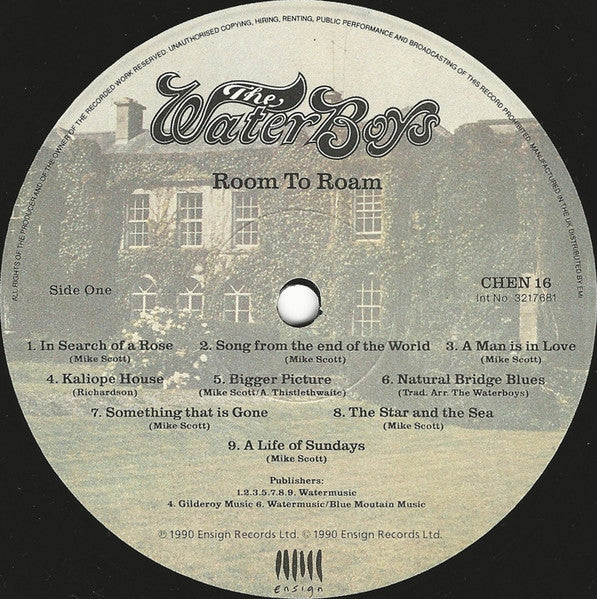 ALL RIGHTS OF THE PRODUCER AND OF THE OWNER OF THE RECORDED WORK RESERVED. UNAUTHORISED COPYING, HIRING, RENTING, PUBLIC PERFORMANCE AND BROADCASTING OF THIS RECORD PROHIBITED. MANUFACTURED IN THE UK. DISTRIBUTED BY EMI
The
WaterBoys
Room To Roam
Side One
CHEN 16
Int No. 3217681
1. In Search of a Rose 2. Song from the end of the World 3. A Man is in Love
(Mike Scott) (Mike Scott) (Mike Scott)
4. Kaliope House 5. Bigger Picture 6. Natural Bridge Blues
(Richardson) (Mike Scott/A. Thistlethwaite) (Trad. Arr. The Waterboys)
7. Something that is Gone 8. The Star and the Sea
(Mike Scott) (Mike Scott)
9. A Life of Sundays
(Mike Scott)
Publishers:
1.2.3.5.7.8.9. Watermusic
4. Gilderoy Music 6. Watermusic/Blue Moutain Music
℗ 1990 Ensign Records Ltd. © 1990 Ensign Records Ltd.
ensign